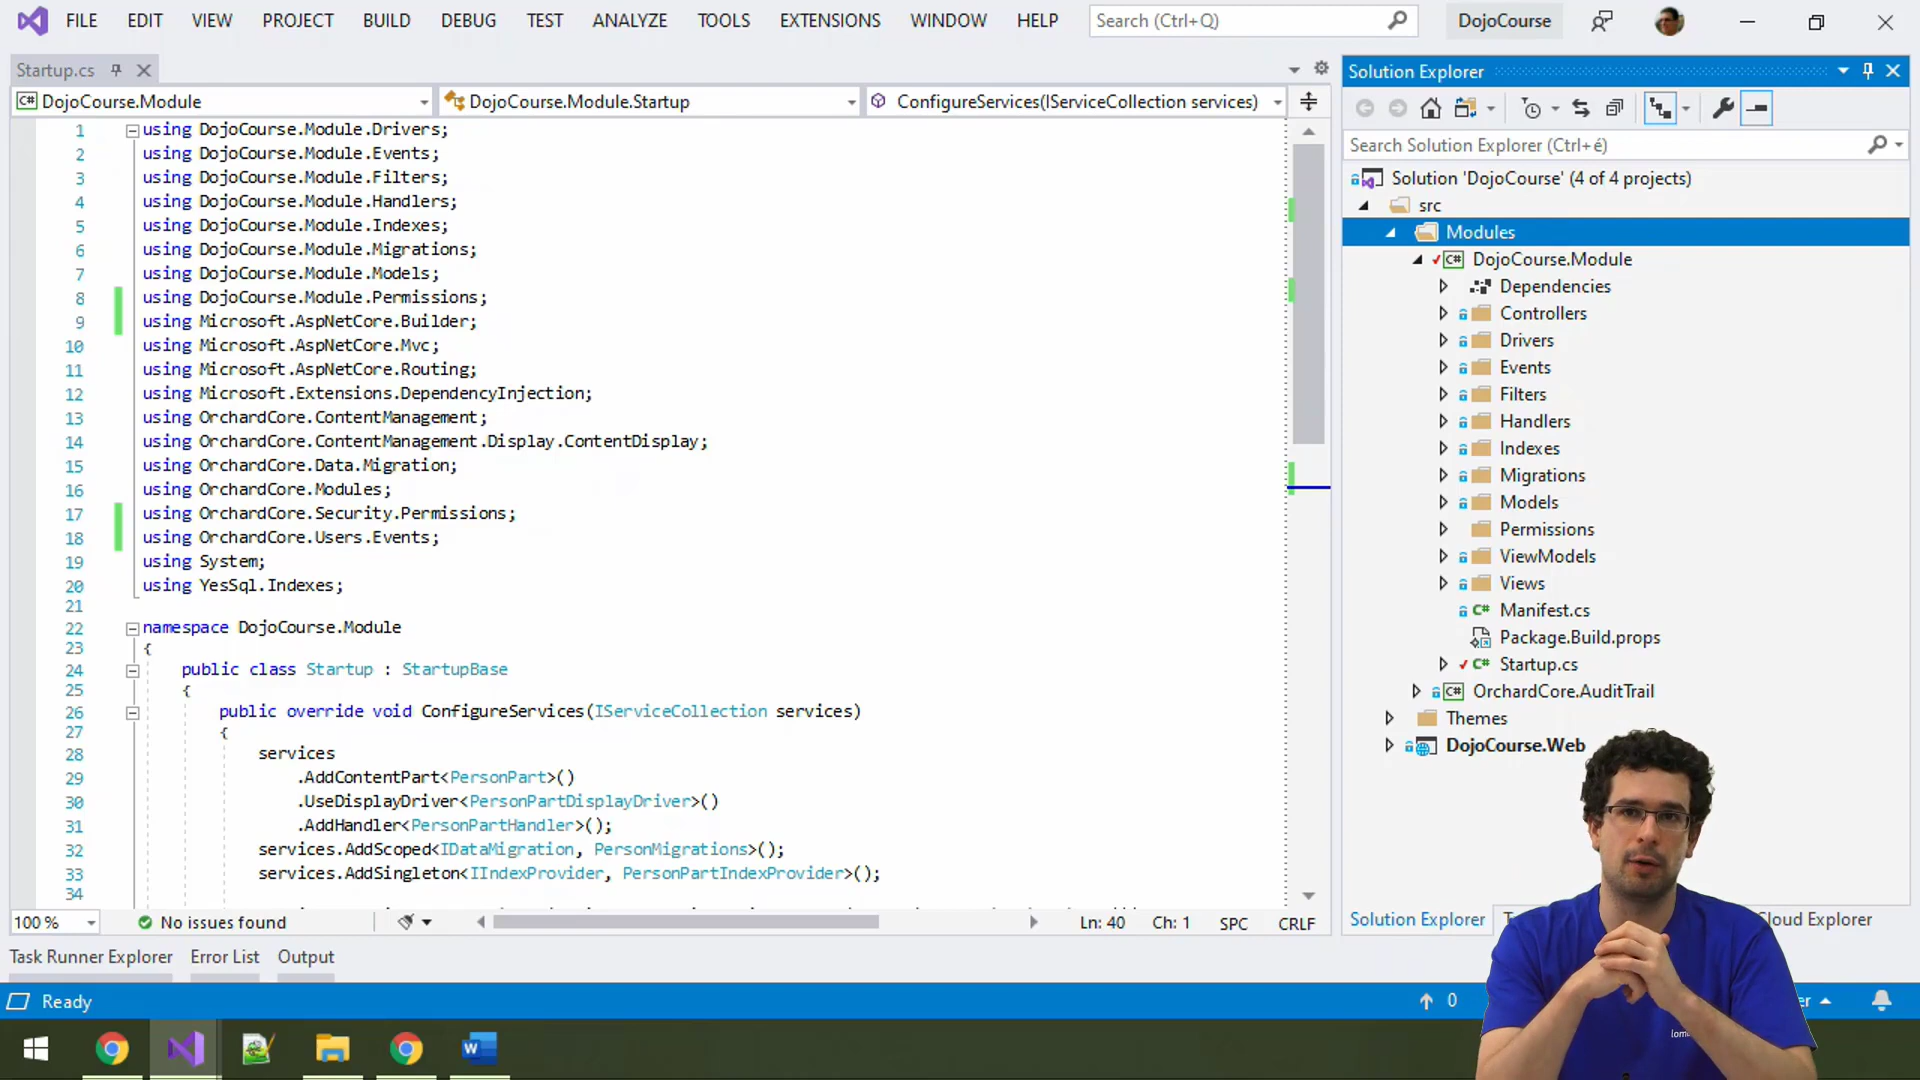 FILE EDIT VIEW PROJECT BUILD DEBUG TEST ANALYZE TOOLS EXTENSIONS WINDOW HELP Search (Ctrl+Q) DojoCourse
Startup.cs
C# DojoCourse.Module DojoCourse.Module.Startup ConfigureServices(IServiceCollection services)
1 using DojoCourse.Module.Drivers;
2 using DojoCourse.Module.Events;
3 using DojoCourse.Module.Filters;
4 using DojoCourse.Module.Handlers;
5 using DojoCourse.Module.Indexes;
6 using DojoCourse.Module.Migrations;
7 using DojoCourse.Module.Models;
8 using DojoCourse.Module.Permissions;
9 using Microsoft.AspNetCore.Builder;
10 using Microsoft.AspNetCore.Mvc;
11 using Microsoft.AspNetCore.Routing;
12 using Microsoft.Extensions.DependencyInjection;
13 using OrchardCore.ContentManagement;
14 using OrchardCore.ContentManagement.Display.ContentDisplay;
15 using OrchardCore.Data.Migration;
16 using OrchardCore.Modules;
17 using OrchardCore.Security.Permissions;
18 using OrchardCore.Users.Events;
19 using System;
20 using YesSql.Indexes;
21
22 namespace DojoCourse.Module
23 {
24 public class Startup : StartupBase
25 {
26 public override void ConfigureServices(IServiceCollection services)
27 {
28 services
29 .AddContentPart<PersonPart>()
30 .UseDisplayDriver<PersonPartDisplayDriver>()
31 .AddHandler<PersonPartHandler>();
32 services.AddScoped<IDataMigration, PersonMigrations>();
33 services.AddSingleton<IIndexProvider, PersonPartIndexProvider>();
34
100 % No issues found Ln: 40 Ch: 1 SPC CRLF
Task Runner Explorer Error List Output
Solution Explorer
Search Solution Explorer (Ctrl+é)
Solution 'DojoCourse' (4 of 4 projects)
src
Modules
C# DojoCourse.Module
Dependencies
Controllers
Drivers
Events
Filters
Handlers
Indexes
Migrations
Models
Permissions
ViewModels
Views
C# Manifest.cs
Package.Build.props
C# Startup.cs
C# OrchardCore.AuditTrail
Themes
DojoCourse.Web
Solution Explorer Cloud Explorer
Ready 0
W